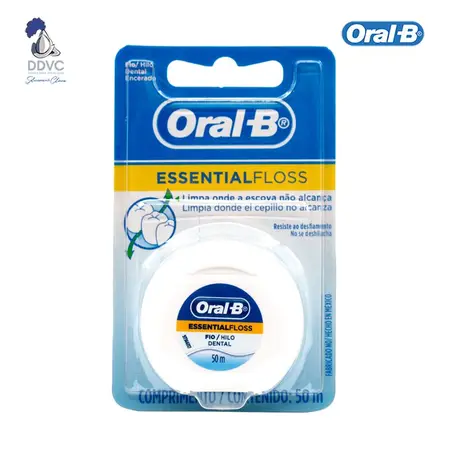 DDVC
Oral-B
Fio/ Hilo
Dental
Encerado
Oral-B®
ESSENTIALFLOSS
Limpa onde a escova não alcança
Limpia donde el cepillo no alcanza
Resiste ao desfiamento
No se deshilacha
Oral-B®
ESSENTIALFLOSS
FIO / HILO
DENTAL
50 m
FABRICADO NO/ HECHO EN MÉXICO
COMPRIMENTO / CONTENIDO: 50 m